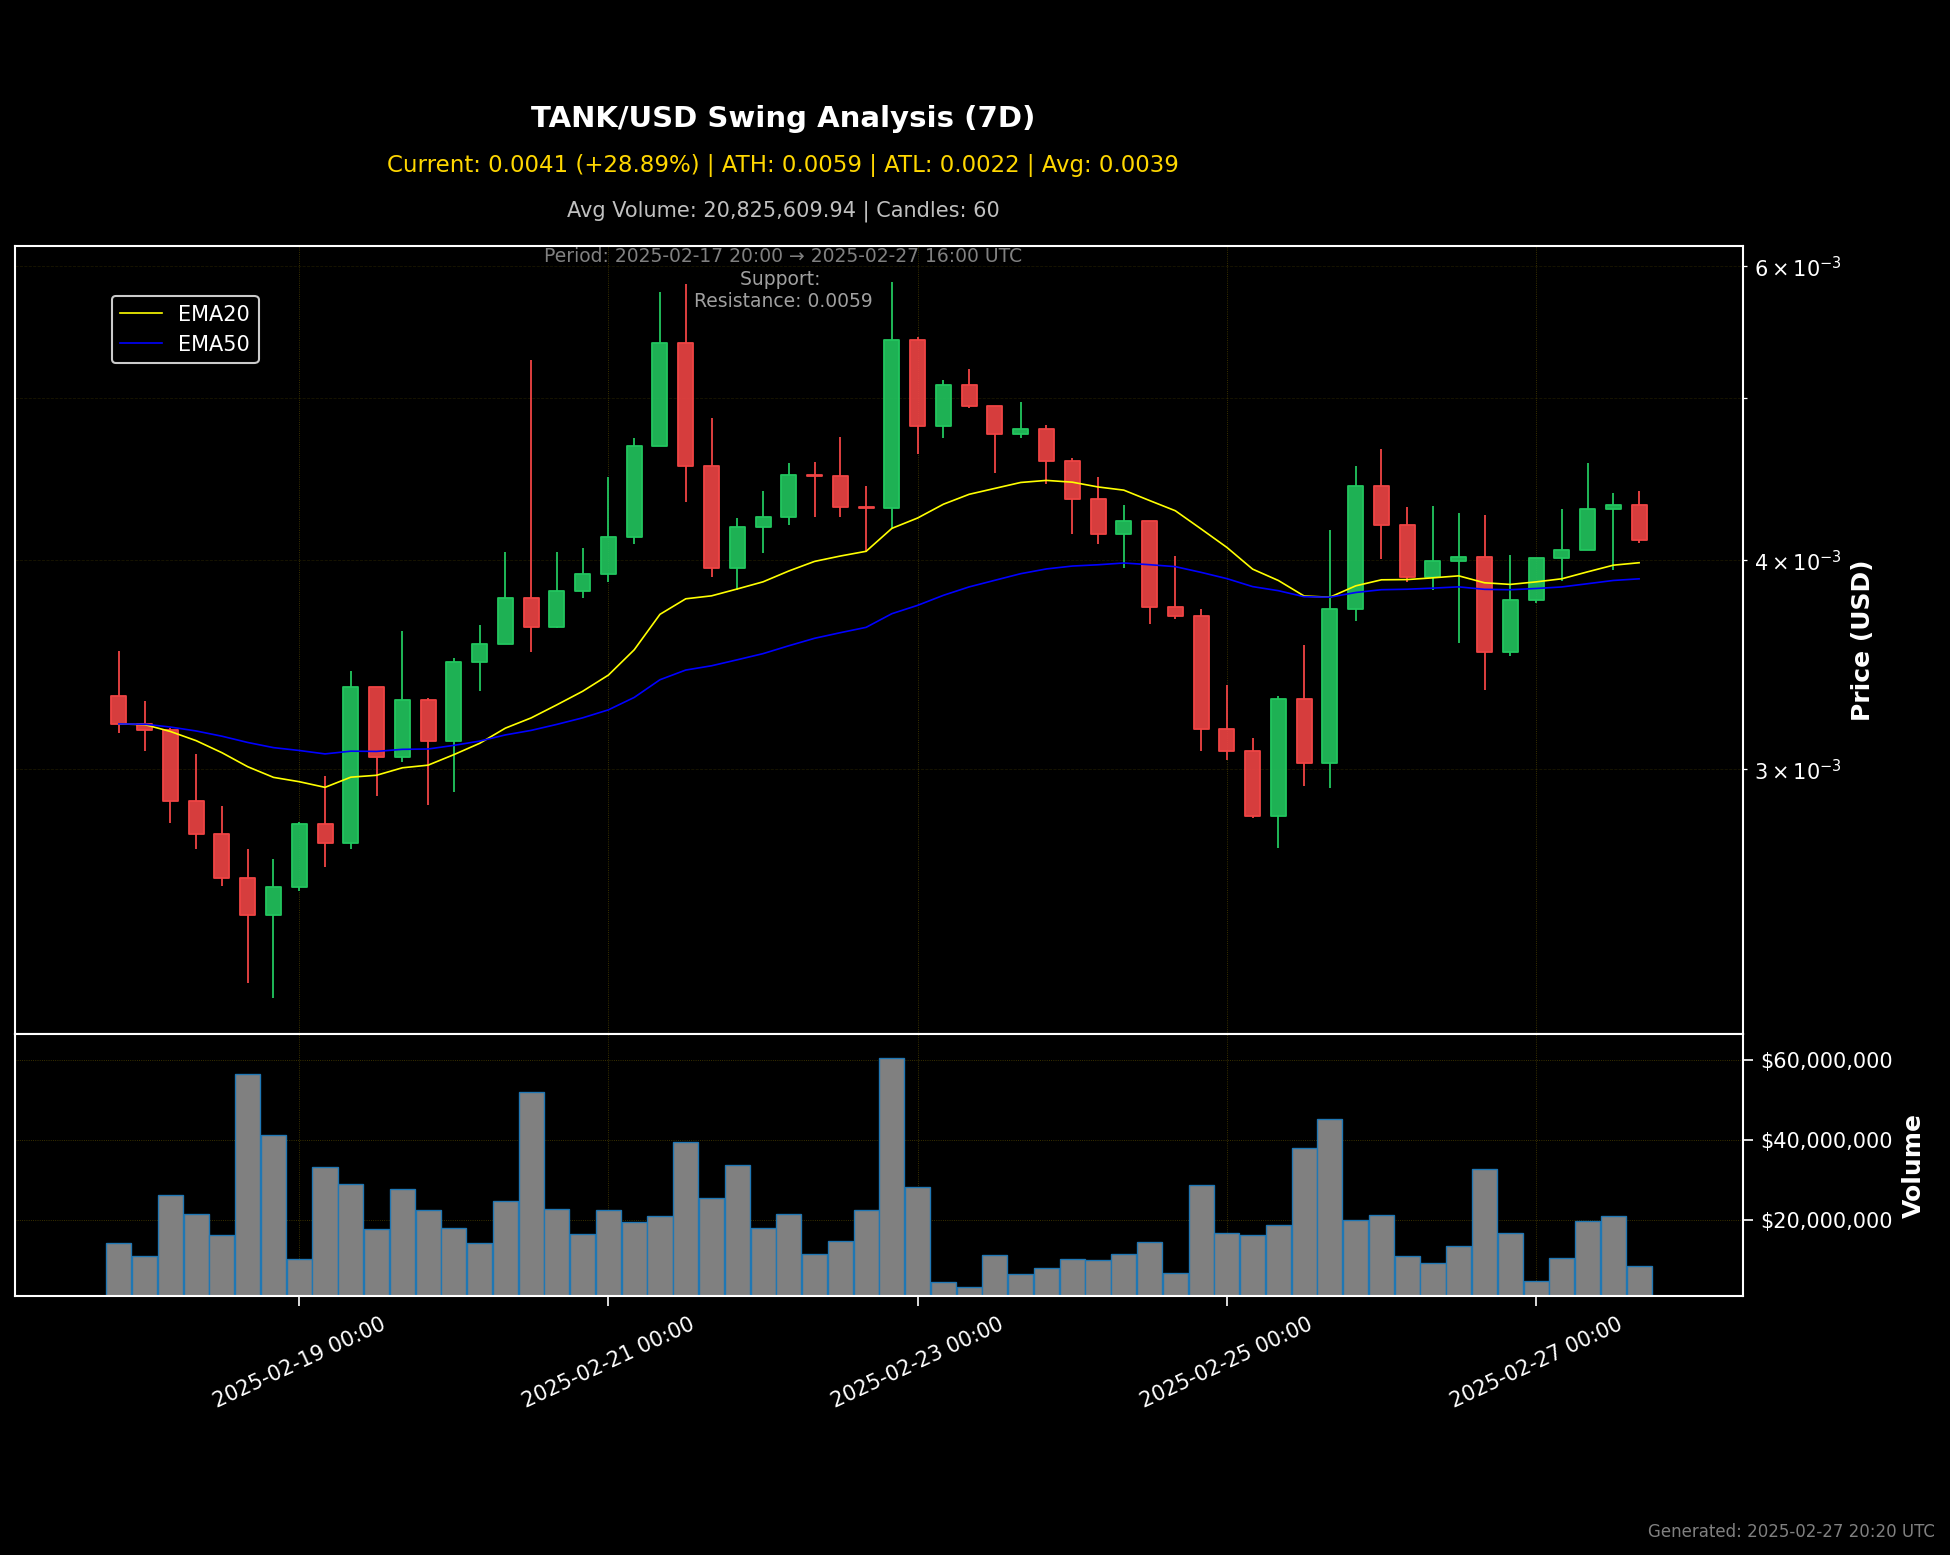 TANK/USD Swing Analysis (7D)
Current: 0.0041 (+28.89%) | ATH: 0.0059 | ATL: 0.0022 | Avg: 0.0039
Avg Volume: 20,825,609.94 | Candles: 60
Period: 2025-02-17 20:00 → 2025-02-27 16:00 UTC
Support:
Resistance: 0.0059
EMA20
EMA50
6 × 10⁻³
4 × 10⁻³
3 × 10⁻³
Price (USD)
$60,000,000
$40,000,000
$20,000,000
Volume
2025-02-19 00:00
2025-02-21 00:00
2025-02-23 00:00
2025-02-25 00:00
2025-02-27 00:00
Generated: 2025-02-27 20:20 UTC